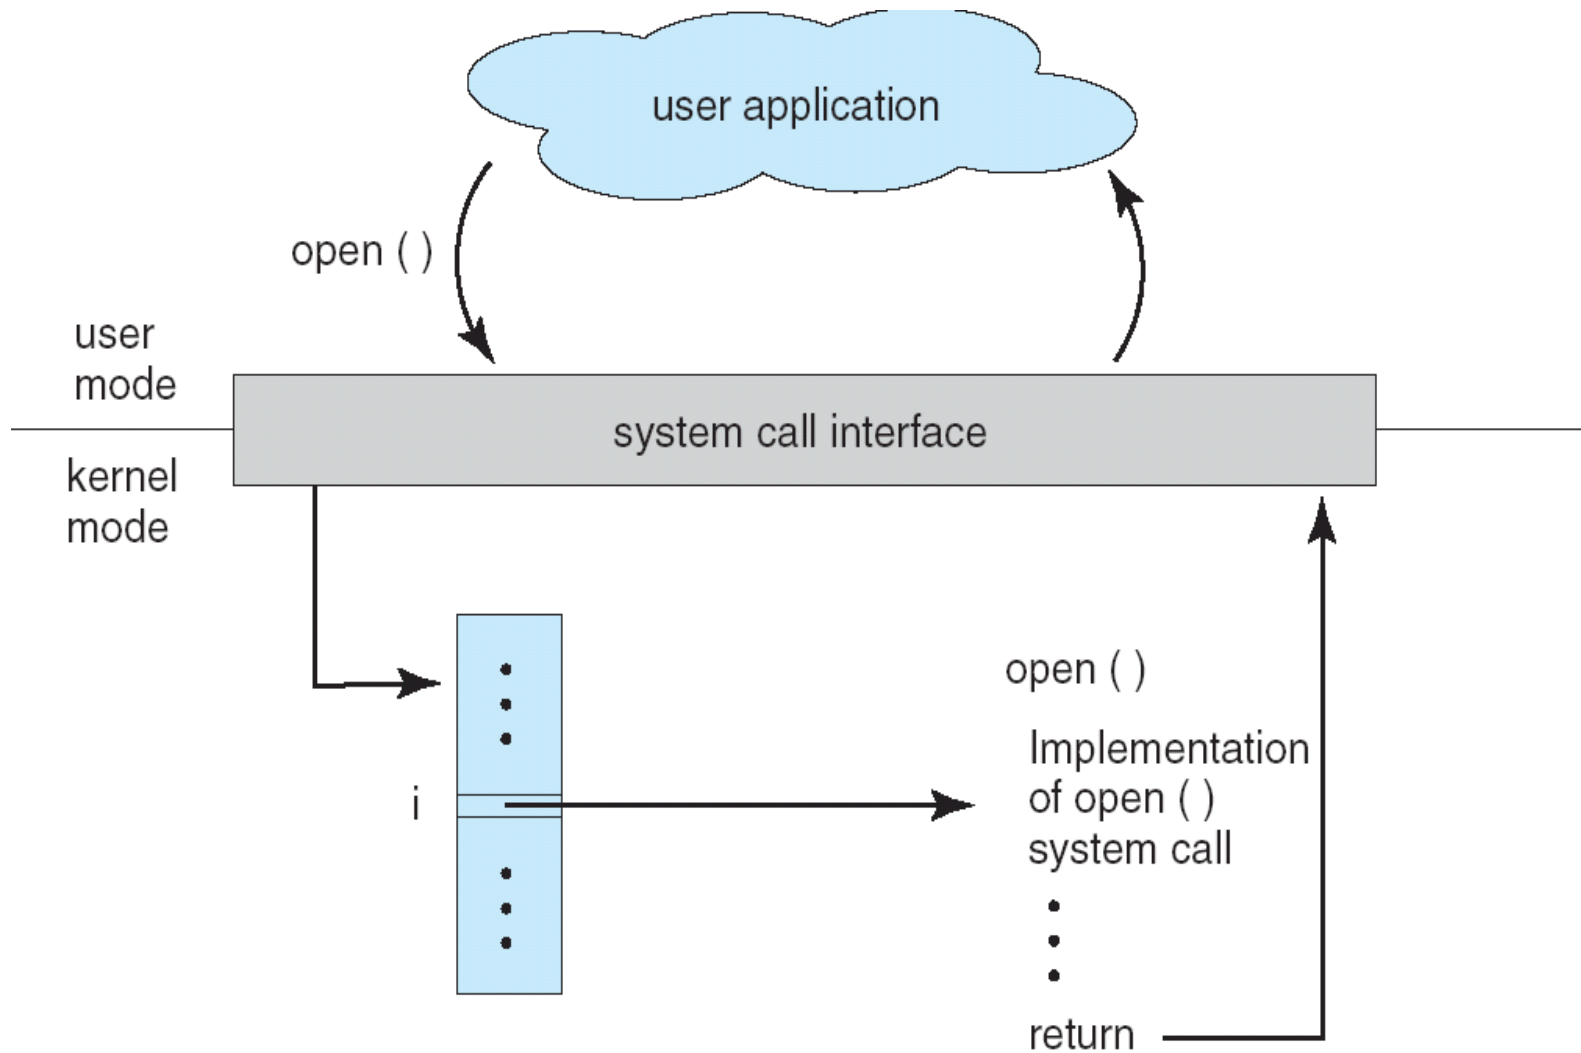 user application
open ( )
user
mode
system call interface
kernel
mode
open ( )
Implementation
i
of open ( )
system call
return